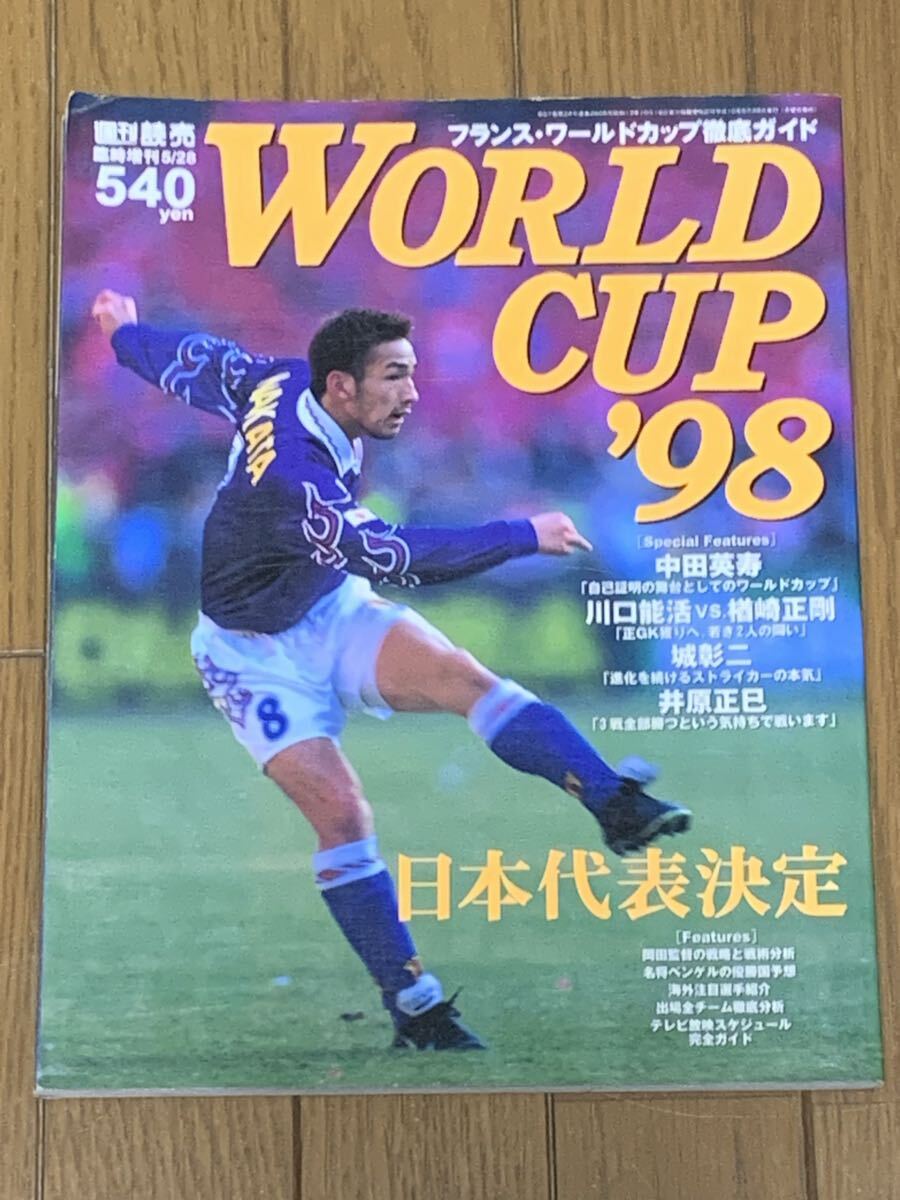 週刊読売
臨時増刊5/28
540
yen
フランス・ワールドカップ徹底ガイド
WORLD
CUP
'98
NAKATA
8
[Special Features]
中田英寿
「自己証明の舞台としてのワールドカップ」
川口能活vs.楢崎正剛
「正GK獲りへ、若き2人の闘い」
城彰二
「進化を続けるストライカーの本気」
井原正巳
「3戦全部勝つという気持ちで戦います」
日本代表決定
[Features]
岡田監督の戦略と戦術分析
名将ベンゲルの優勝国予想
海外注目選手紹介
出場全チーム徹底分析
テレビ放映スケジュール
完全ガイド